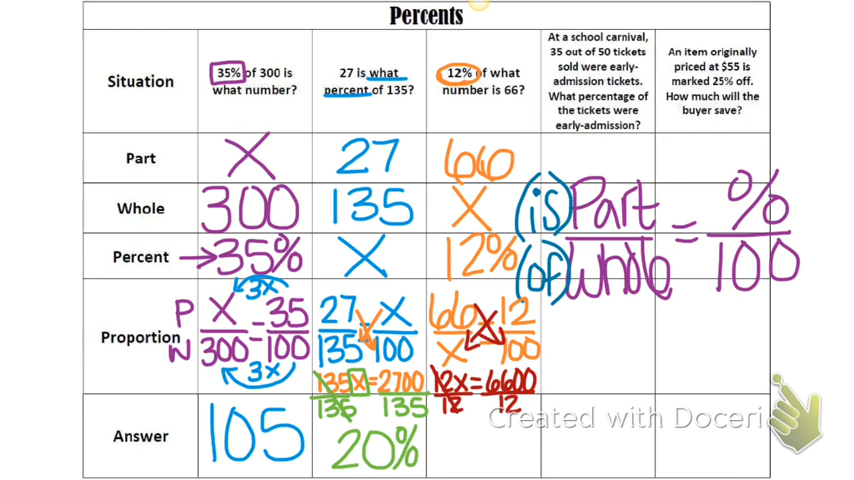 Percents
Situation
35% of 300 is
what number?
27 is what
percent of 135?
12% of what
number is 66?
At a school carnival,
35 out of 50 tickets
sold were early-
admission tickets.
What percentage of
the tickets were
early-admission?
An item originally
priced at $55 is
marked 25% off.
How much will the
buyer save?
Part
X
27
66
Whole
300
135
X
Percent
→35%
X
12%
(is) Part = %
(of) Whole 100
Proportion
P
W
3x
X = 35
300 = 100
3x
27 = X
135 100
135x=2700
135 135
66 = 12
X 100
12x=6600
12 12
Answer
105
20%
Created with Doceri